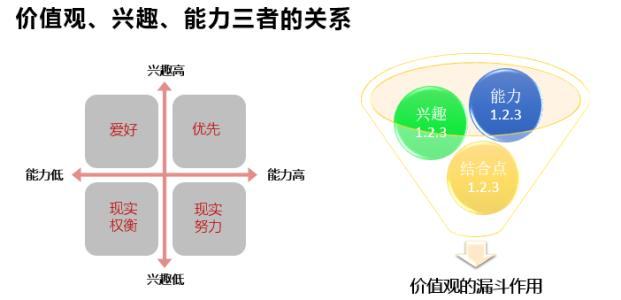 价值观、兴趣、能力三者的关系
兴趣高
爱好
优先
能力低
能力高
现实
权衡
现实
努力
兴趣低
兴趣
1.2.3
能力
1.2.3
结合点
1.2.3
价值观的漏斗作用